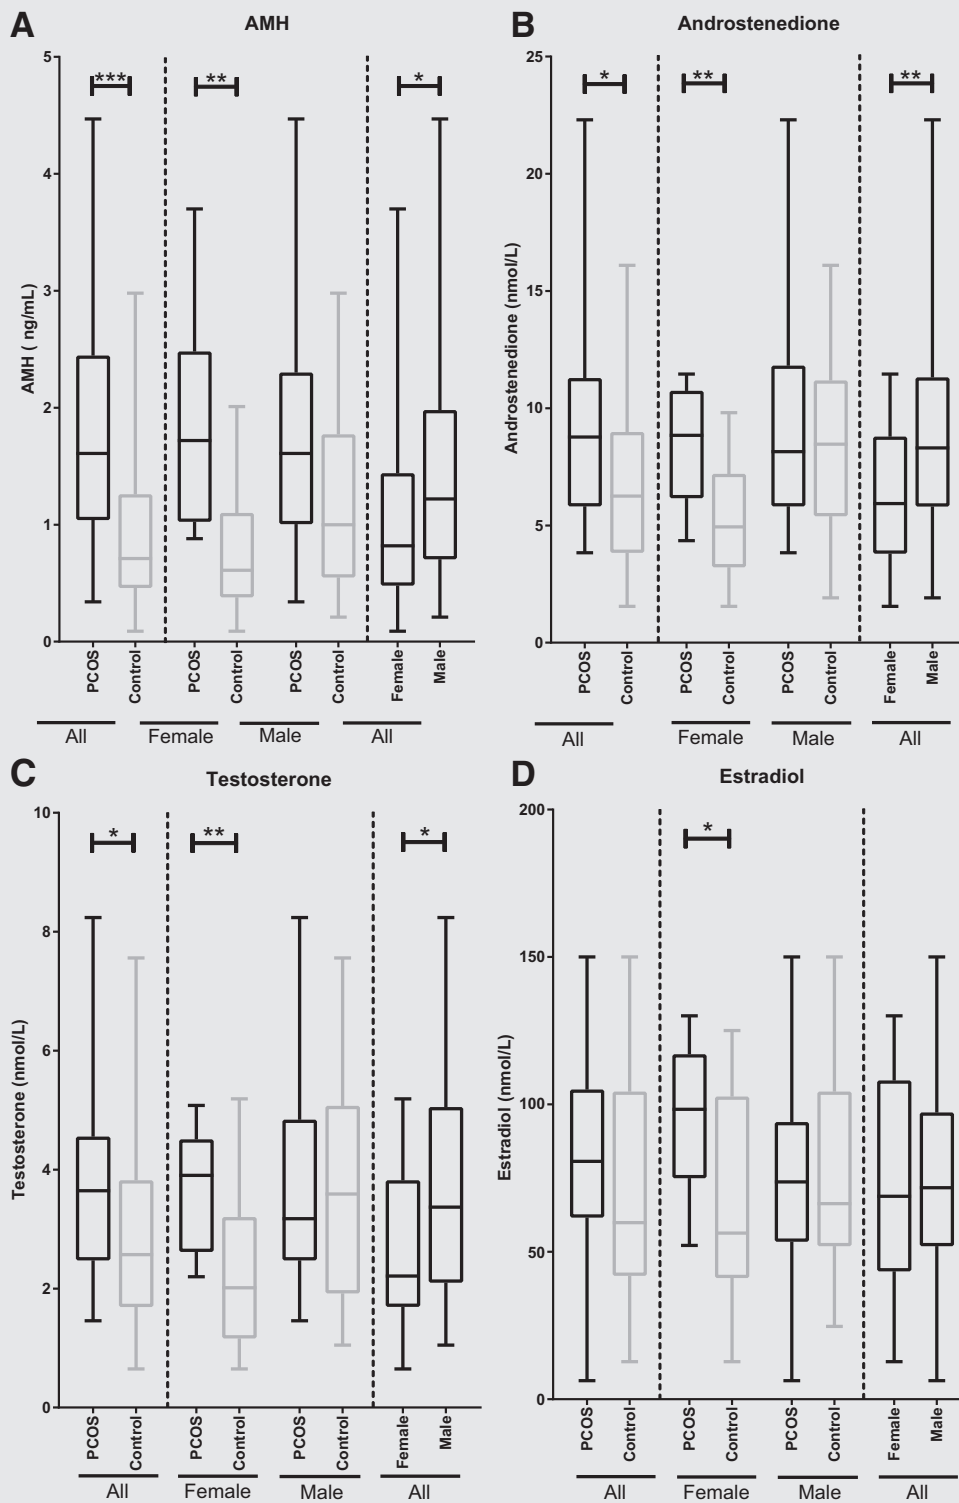 A
AMH
5
4
3
2
1
0
AMH ( ng/mL)
***
**
*
PCOS
Control
PCOS
Control
PCOS
Control
Female
Male
All
Female
Male
All
B
Androstenedione
25
20
15
10
5
0
Androstenedione (nmol/L)
*
**
**
PCOS
Control
PCOS
Control
PCOS
Control
Female
Male
All
Female
Male
All
C
Testosterone
10
8
6
4
2
0
Testosterone (nmol/L)
*
**
*
PCOS
Control
PCOS
Control
PCOS
Control
Female
Male
All
Female
Male
All
D
Estradiol
200
150
100
50
0
Estradiol (nmol/L)
*
PCOS
Control
PCOS
Control
PCOS
Control
Female
Male
All
Female
Male
All